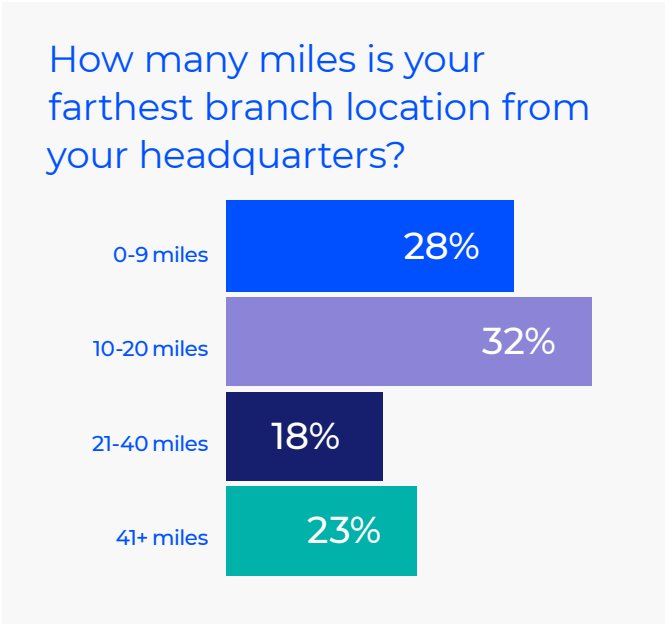 How many miles is your
farthest branch location from
your headquarters?
0-9 miles
28%
10-20 miles
32%
21-40 miles
18%
41+ miles
23%